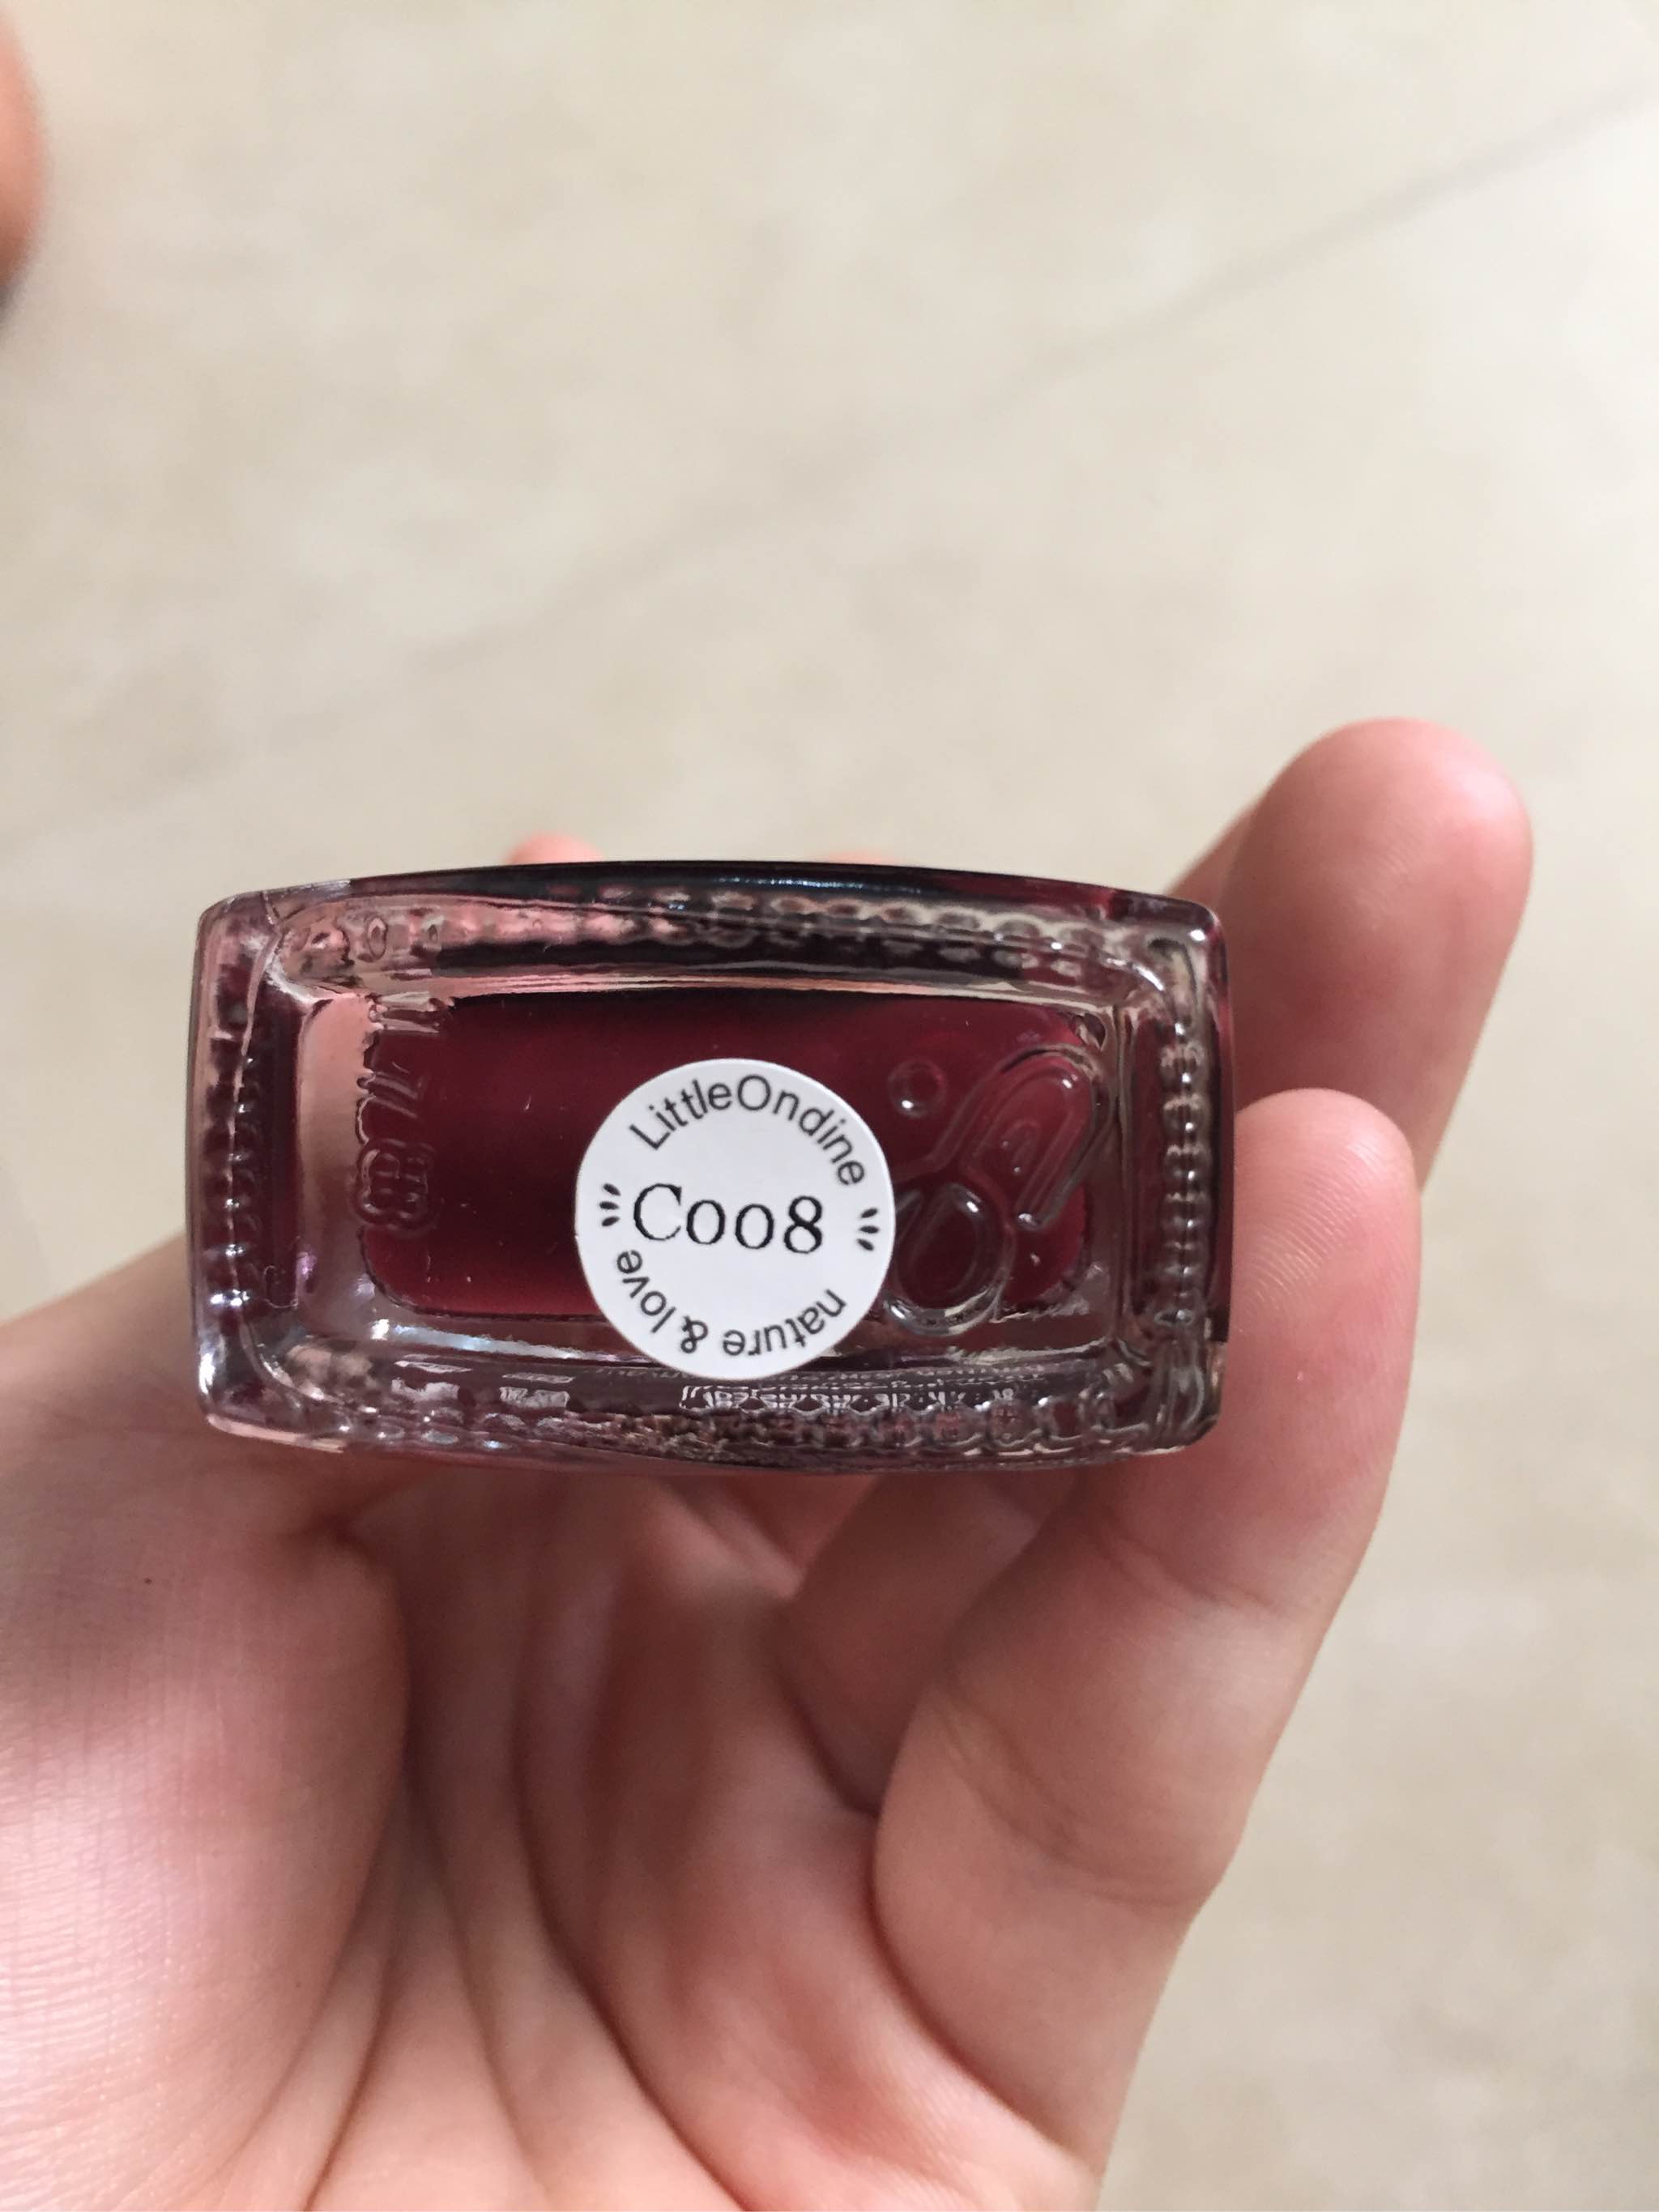 LittleOndine
C008
nature & love